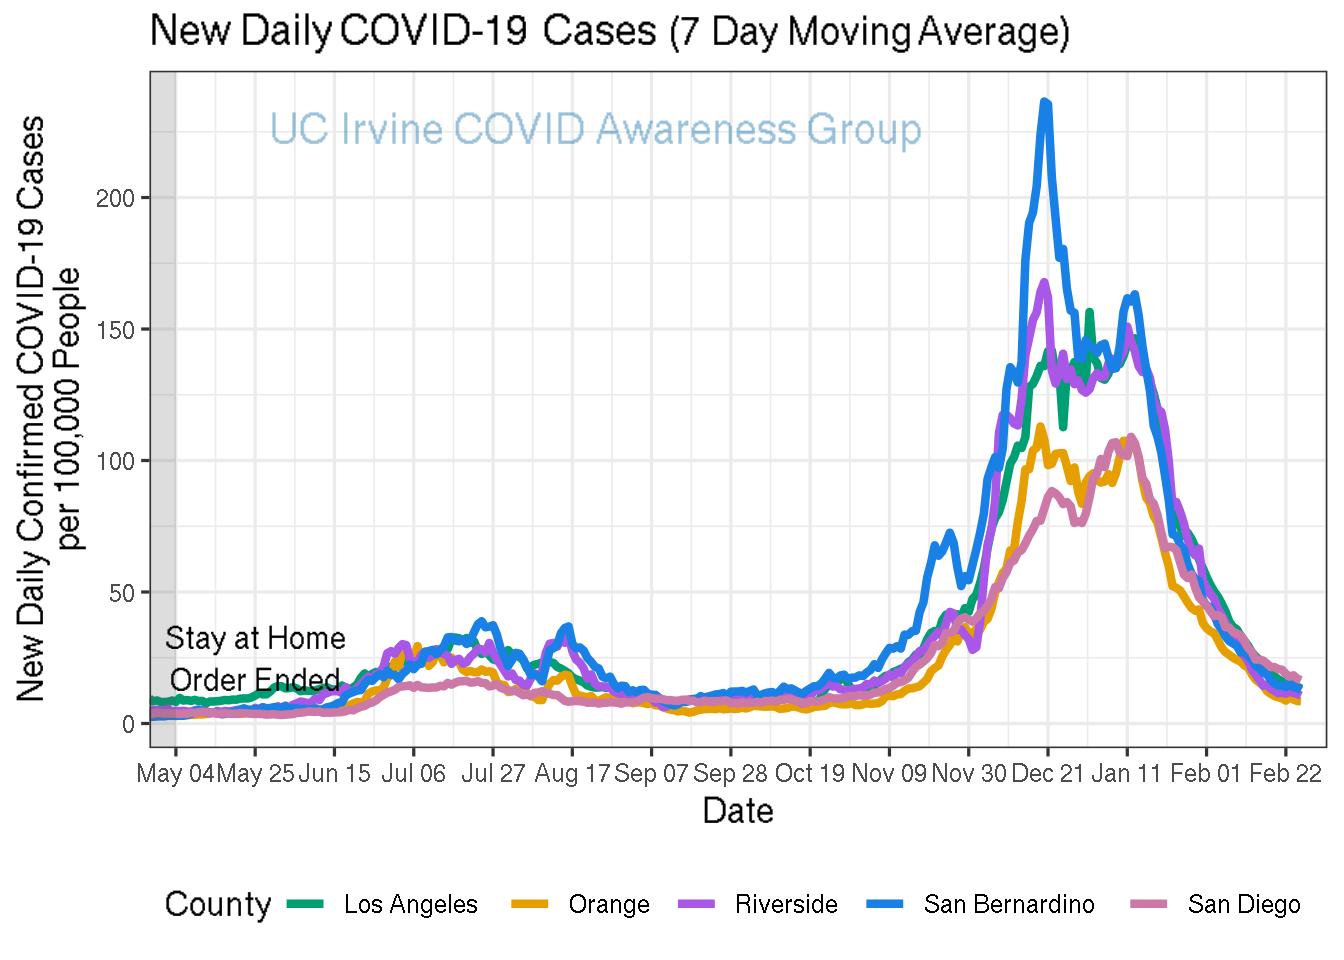 New Daily COVID-19 Cases (7 Day Moving Average)
UC Irvine COVID Awareness Group
New Daily Confirmed COVID-19 Cases
per 100,000 People
200
150
100
50
0
Stay at Home
Order Ended
May 04 May 25 Jun 15 Jul 06 Jul 27 Aug 17 Sep 07 Sep 28 Oct 19 Nov 09 Nov 30 Dec 21 Jan 11 Feb 01 Feb 22
Date
County Los Angeles Orange Riverside San Bernardino San Diego